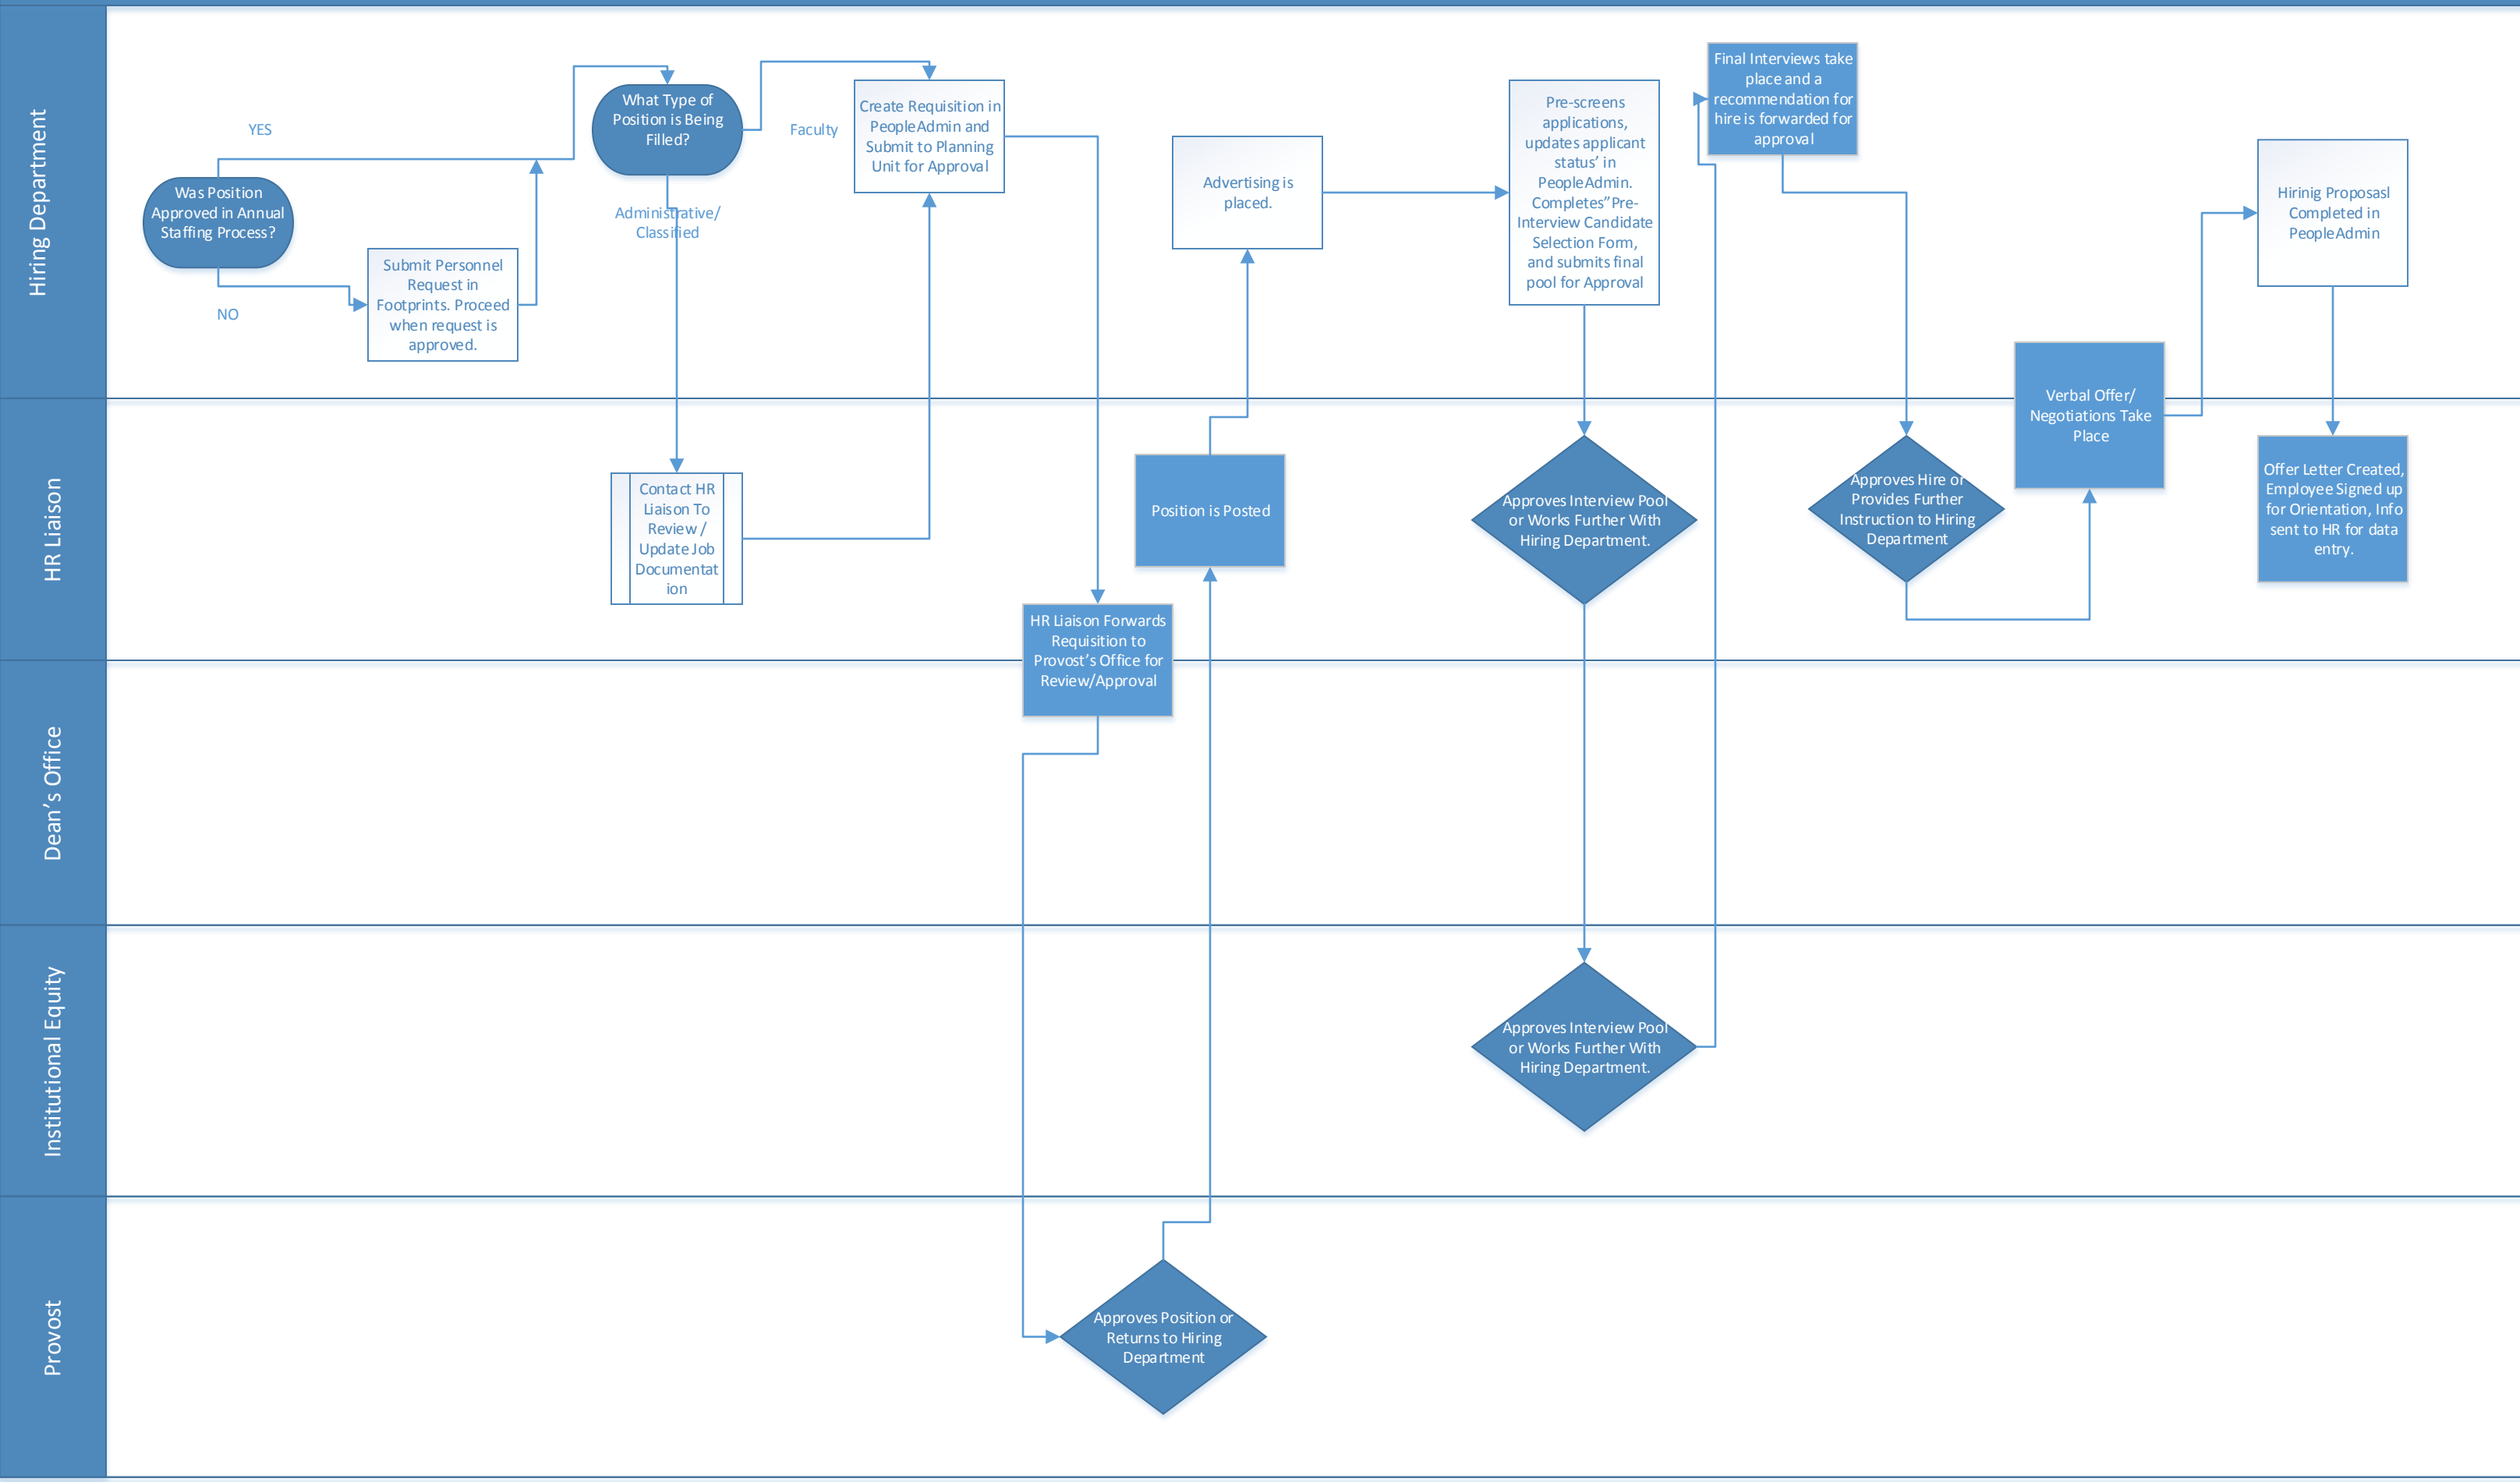 Hiring Department
YES
Was Position
Approved in Annual
Staffing Process?
NO
Submit Personnel
Request in
Footprints. Proceed
when request is
approved.
What Type of
Position is Being
Filled?
Faculty
Administrative/
Classified
Create Requisition in
PeopleAdmin and
Submit to Planning
Unit for Approval
Advertising is
placed.
Pre-screens
applications,
updates applicant
status’ in
PeopleAdmin.
Completes”Pre-
Interview Candidate
Selection Form,
and submits final
pool for Approval
Final Interviews take
place and a
recommendation for
hire is forwarded for
approval
Hirinig Proposasl
Completed in
PeopleAdmin
Verbal Offer/
Negotiations Take
Place
HR Liaison
Contact HR
Liaison To
Review /
Update Job
Documentat
ion
HR Liaison Forwards
Requisition to
Provost’s Office for
Review/Approval
Position is Posted
Approves Interview Pool
or Works Further With
Hiring Department.
Approves Hire or
Provides Further
Instruction to Hiring
Department
Offer Letter Created,
Employee Signed up
for Orientation, Info
sent to HR for data
entry.
Dean’s Office
Institutional Equity
Approves Interview Pool
or Works Further With
Hiring Department.
Provost
Approves Position or
Returns to Hiring
Department